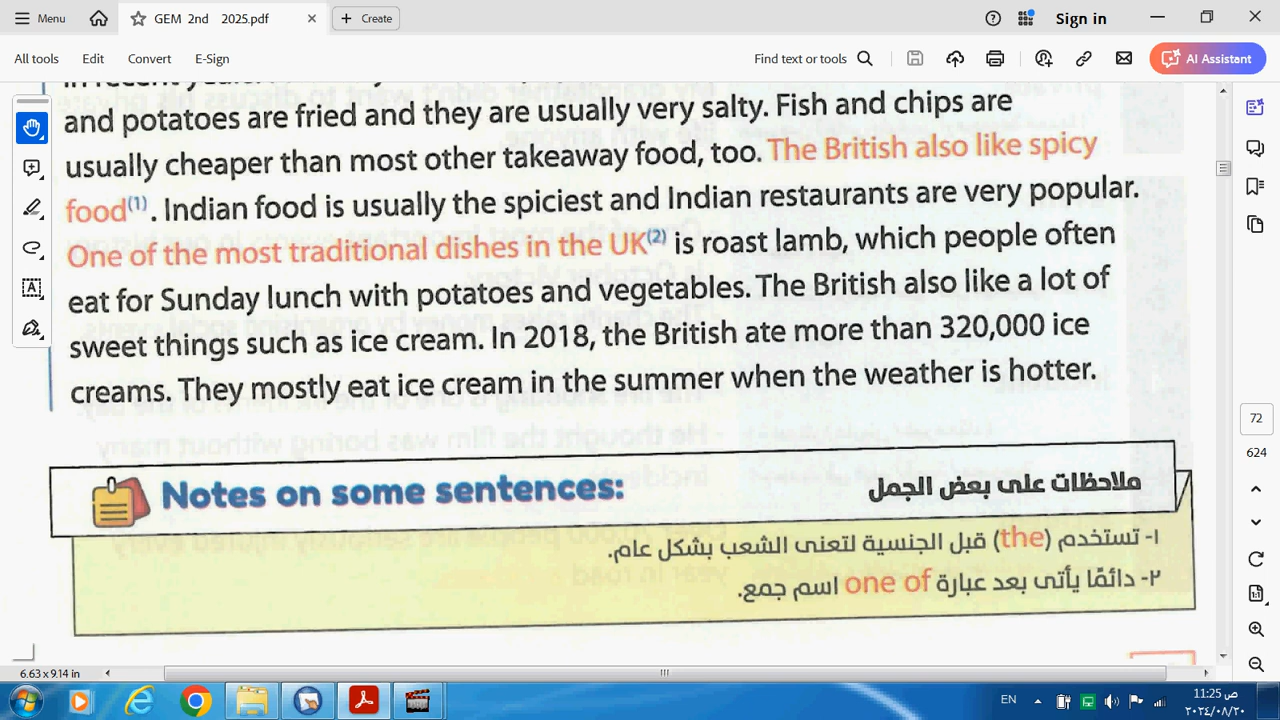 Menu
GEM 2nd 2025.pdf
Create
Sign in
All tools Edit Convert E-Sign
Find text or tools
AI Assistant
and potatoes are fried and they are usually very salty. Fish and chips are
usually cheaper than most other takeaway food, too. The British also like spicy
food(1) . Indian food is usually the spiciest and Indian restaurants are very popular.
One of the most traditional dishes in the UK(2) is roast lamb, which people often
eat for Sunday lunch with potatoes and vegetables. The British also like a lot of
sweet things such as ice cream. In 2018, the British ate more than 320,000 ice
creams. They mostly eat ice cream in the summer when the weather is hotter.
72
624
Notes on some sentences:
ملاحظات على بعض الجمل
١- تستخدم (the) قبل الجنسية لتعنى الشعب بشكل عام.
٢- دائمًا يأتى بعد عبارة one of اسم جمع.
6.63 x 9.14 in
EN
11:25 ص
٢٠٢٤/٠٨/٢٠